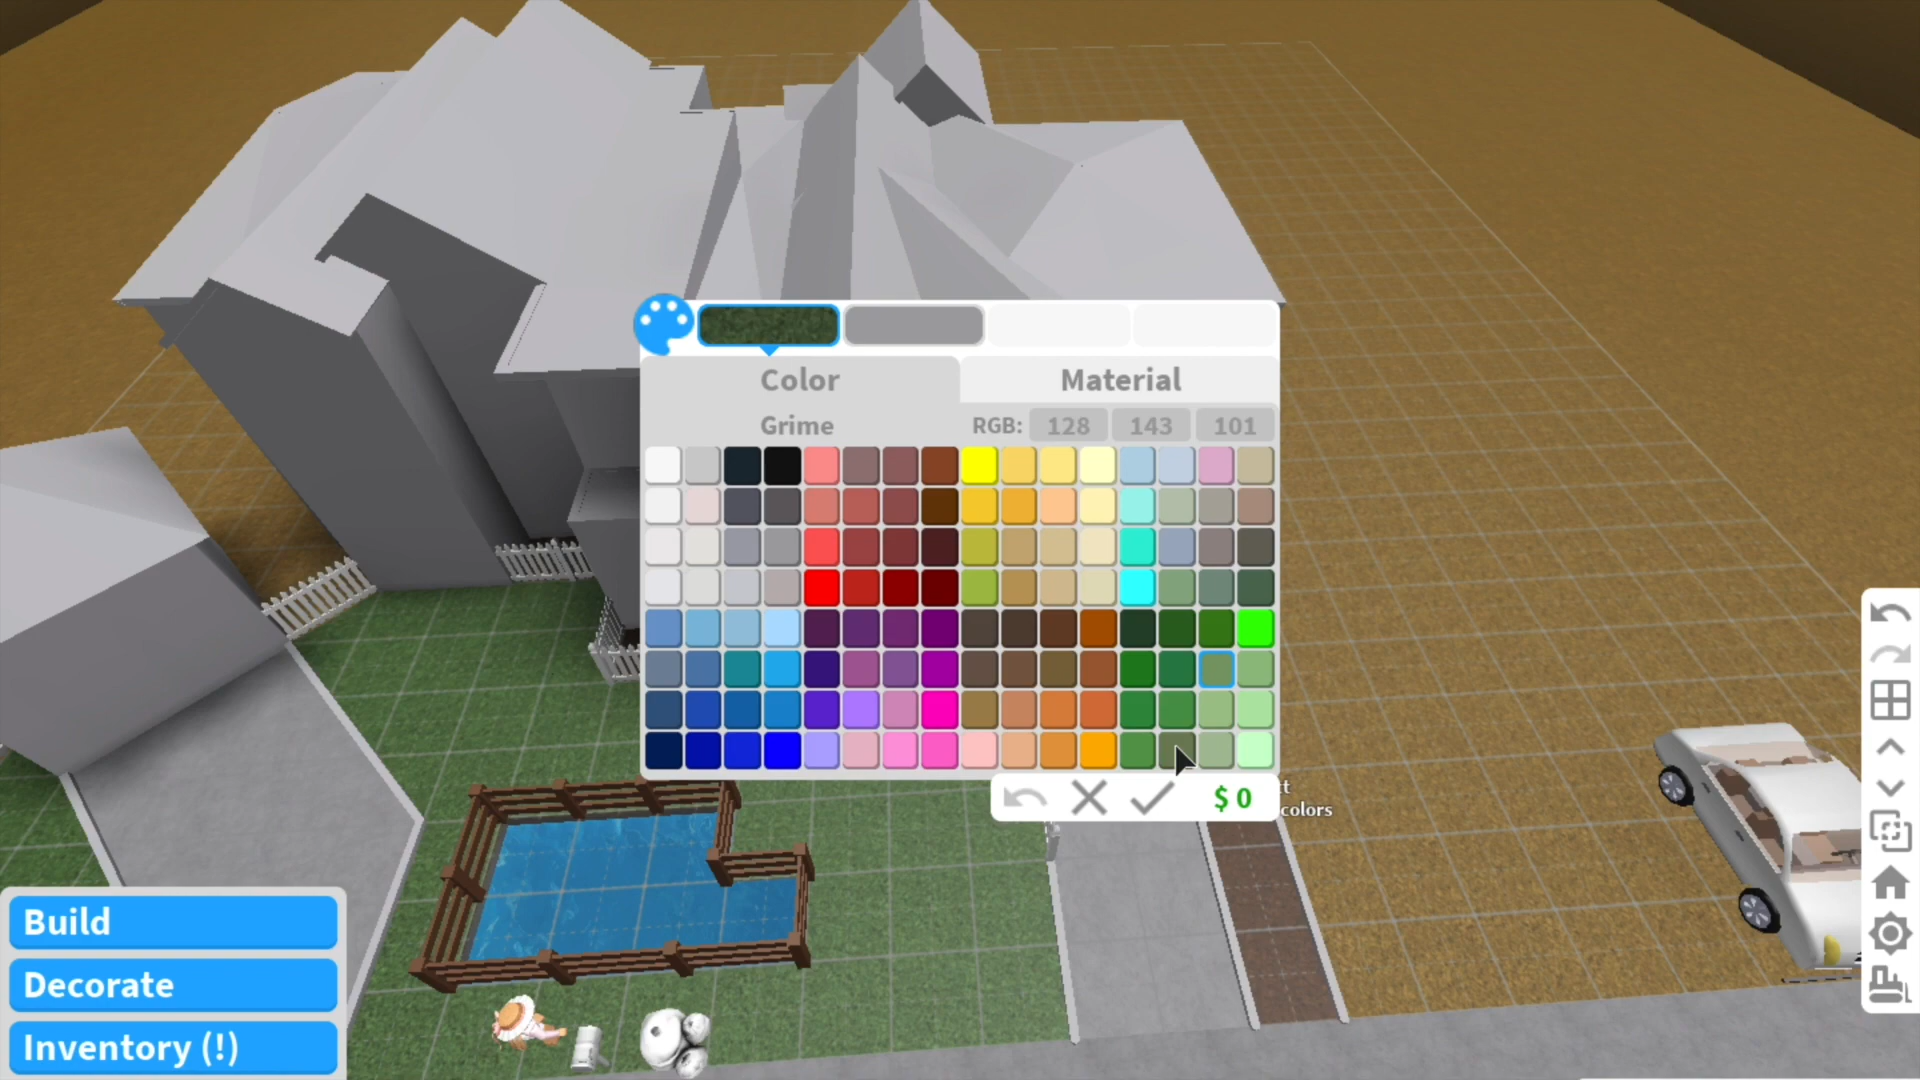 Color
Material
Grime
RGB: 128 143 101
$ 0
colors
Build
Decorate
Inventory (!)